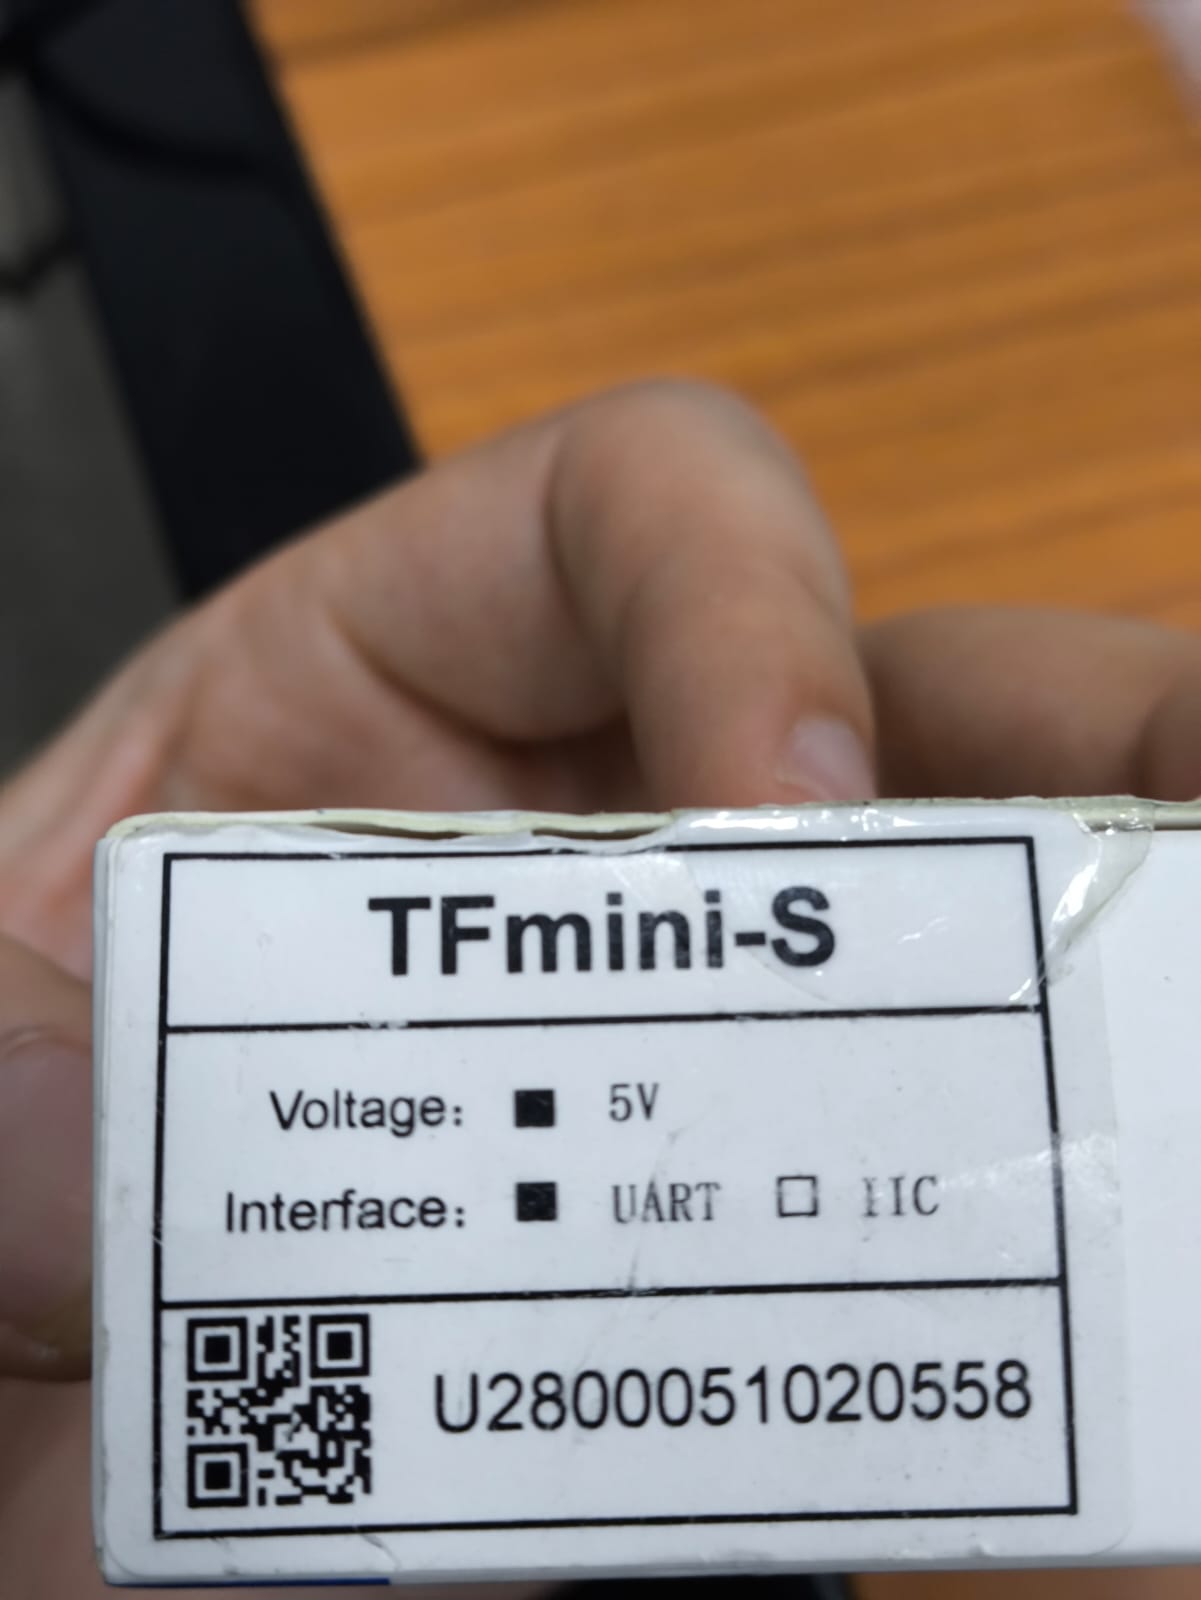 TFmini-S
Voltage: ■ 5V
Interface: ■ UART □ IIC
U2800051020558